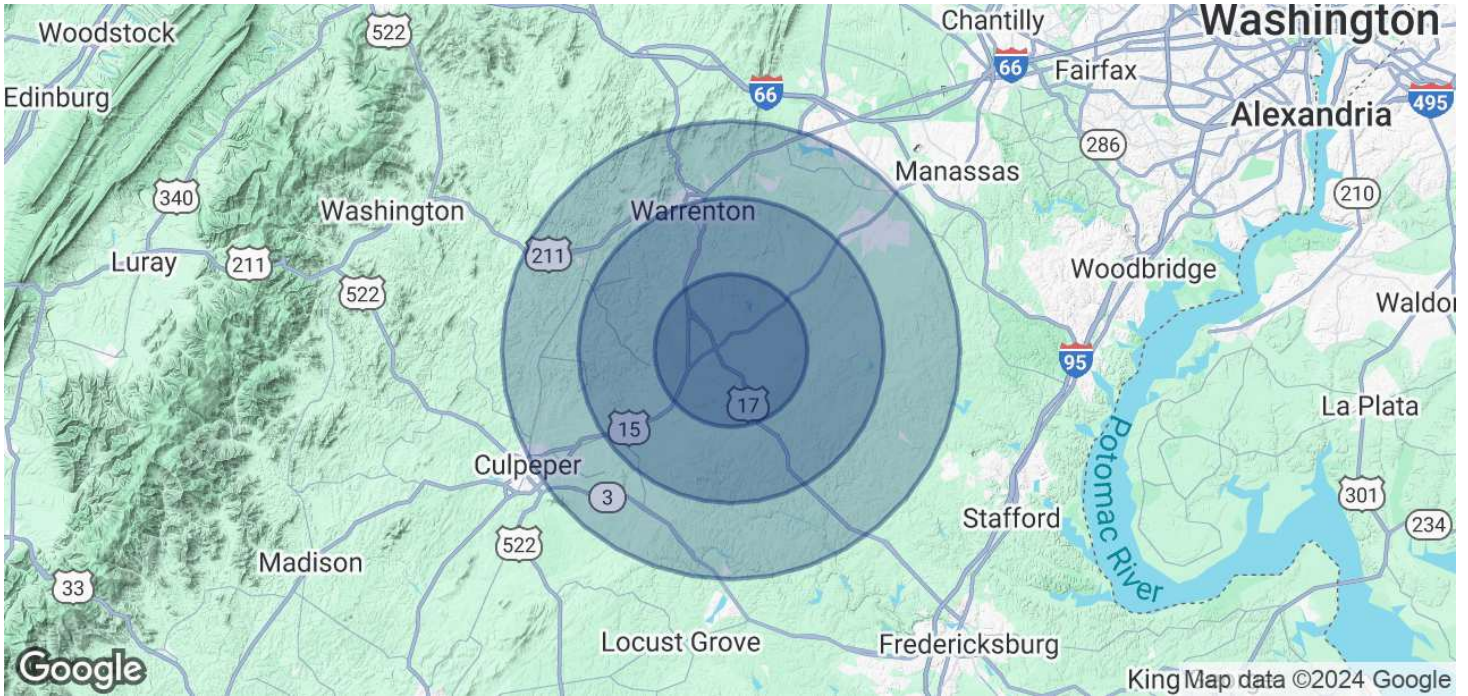 Woodstock
522
Chantilly
Washington
66
Fairfax
Edinburg
66
495
Alexandria
286
340
Manassas
210
Washington
Warrenton
211
Luray
211
Woodbridge
522
Waldor
95
17
La Plata
15
Potomac River
Culpeper
3
301
Stafford
234
522
Madison
33
Locust Grove
Fredericksburg
Google
King Map data ©2024 Google